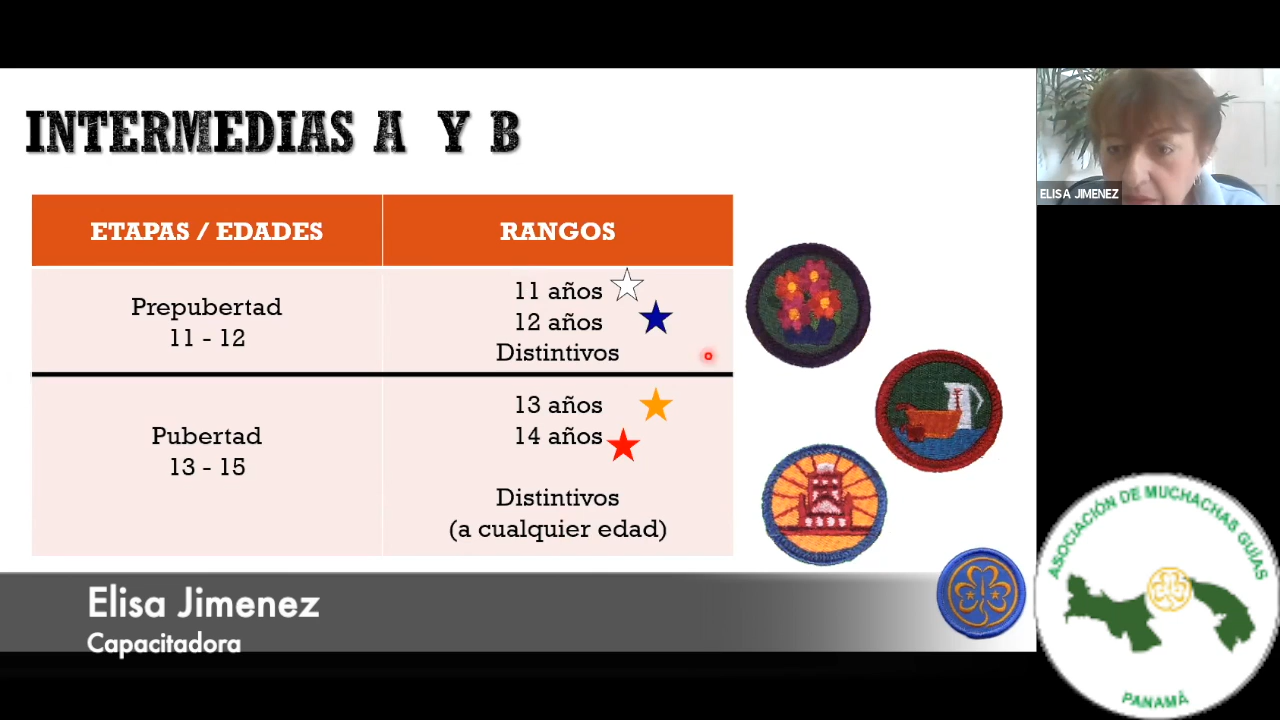 INTERMEDIAS A Y B
ETAPAS / EDADES
RANGOS
Prepubertad
11 - 12
11 años
12 años
Distintivos
Pubertad
13 - 15
13 años
14 años
Distintivos
(a cualquier edad)
ELISA JIMENEZ
Elisa Jimenez
Capacitadora
ASOCIACIÓN DE MUCHACHAS GUÍAS
PANAMÁ